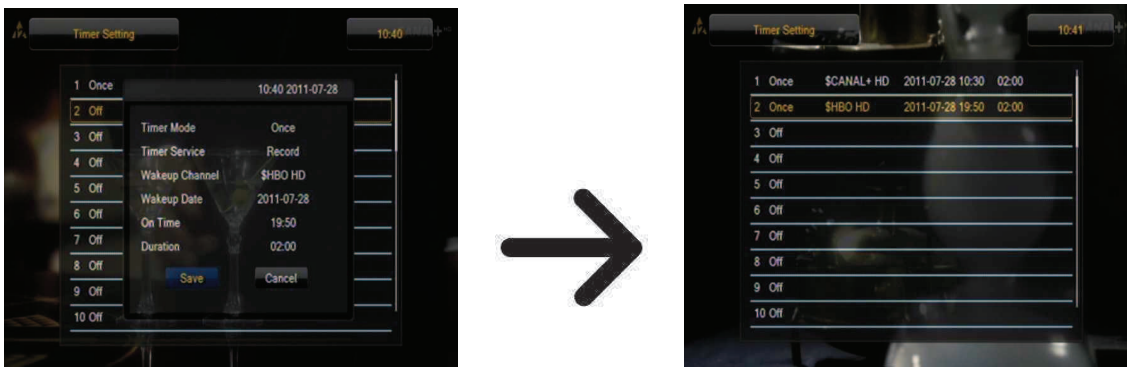 Timer Setting
10:40
1 Once
10:40 2011-07-28
2 Off
3 Off
4 Off
5 Off
6 Off
7 Off
8 Off
9 Off
10 Off
Timer Mode Once
Timer Service Record
Wakeup Channel $HBO HD
Wakeup Date 2011-07-28
On Time 19:50
Duration 02:00
Save Cancel
Timer Setting
10:41
1 Once $CANAL+ HD 2011-07-28 10:30 02:00
2 Once $HBO HD 2011-07-28 19:50 02:00
3 Off
4 Off
5 Off
6 Off
7 Off
8 Off
9 Off
10 Off